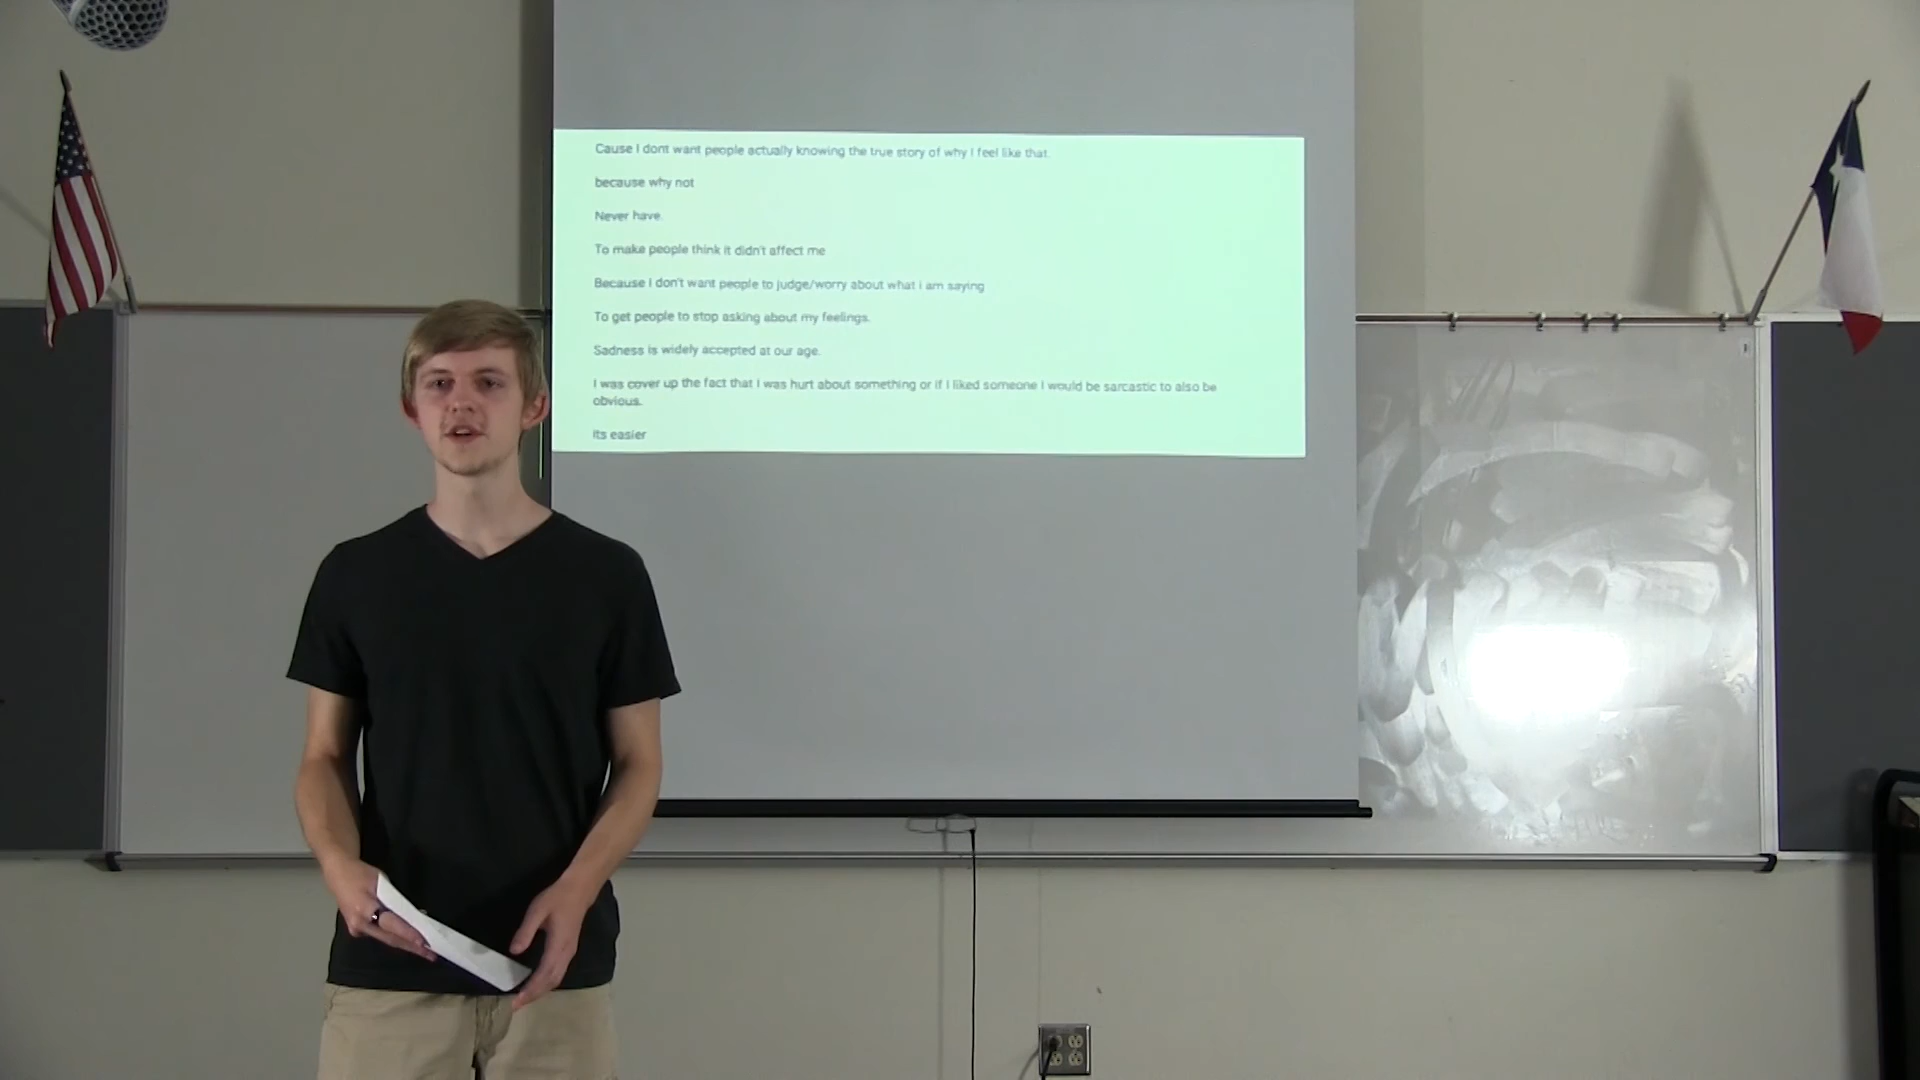 Cause I dont want people actually knowing the true story of why I feel like that.
because why not
Never have.
To make people think it didn't affect me
Because I don't want people to judge/worry about what i am saying
To get people to stop asking about my feelings.
Sadness is widely accepted at our age.
I was cover up the fact that I was hurt about something or if I liked someone I would be sarcastic to also be
obvious.
its easier